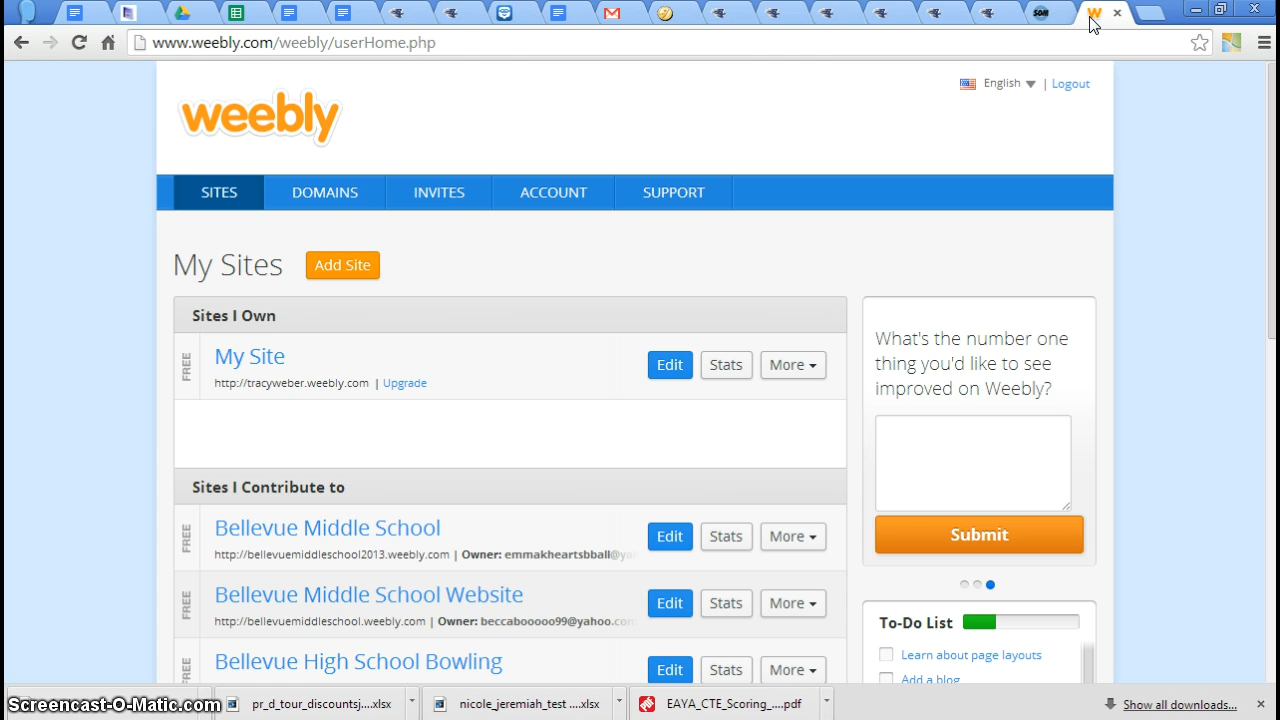 W
www.weebly.com/weebly/userHome.php
English | Logout
weebly
SITES DOMAINS INVITES ACCOUNT SUPPORT
My Sites Add Site
Sites I Own
FREE
My Site
http://tracyweber.weebly.com | Upgrade
Edit Stats More
What's the number one
thing you'd like to see
improved on Weebly?
Submit
Sites I Contribute to
FREE
Bellevue Middle School
http://bellevuemiddleschool2013.weebly.com | Owner: emmakheartsbball@ya
Edit Stats More
FREE
Bellevue Middle School Website
http://bellevuemiddleschool.weebly.com | Owner: beccabooooo99@yahoo.co
Edit Stats More
FREE
Bellevue High School Bowling
Edit Stats More
To-Do List
Learn about page layouts
Add a blog
Screencast-O-Matic.com
pr_d_tour_discountsj....xlsx
nicole_jeremiah_test ....xlsx
EAYA_CTE_Scoring_....pdf
Show all downloads...